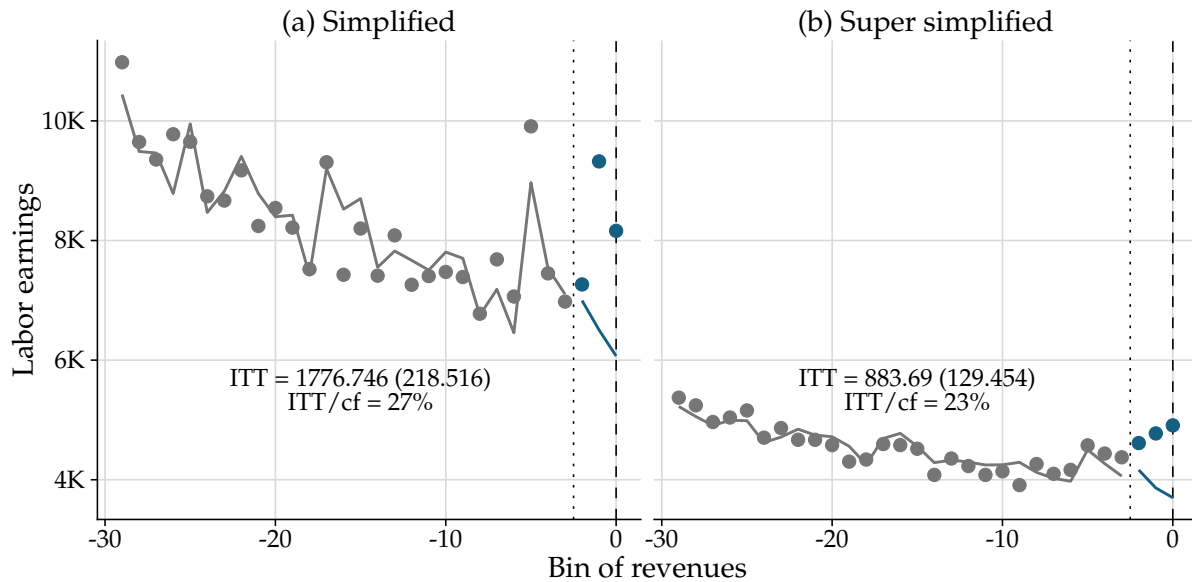 (a) Simplified
(b) Super simplified
Labor earnings
10K
8K
6K
4K
ITT = 1776.746 (218.516)
ITT/cf = 27%
ITT = 883.69 (129.454)
ITT/cf = 23%
-30 -20 -10 0
-30 -20 -10 0
Bin of revenues